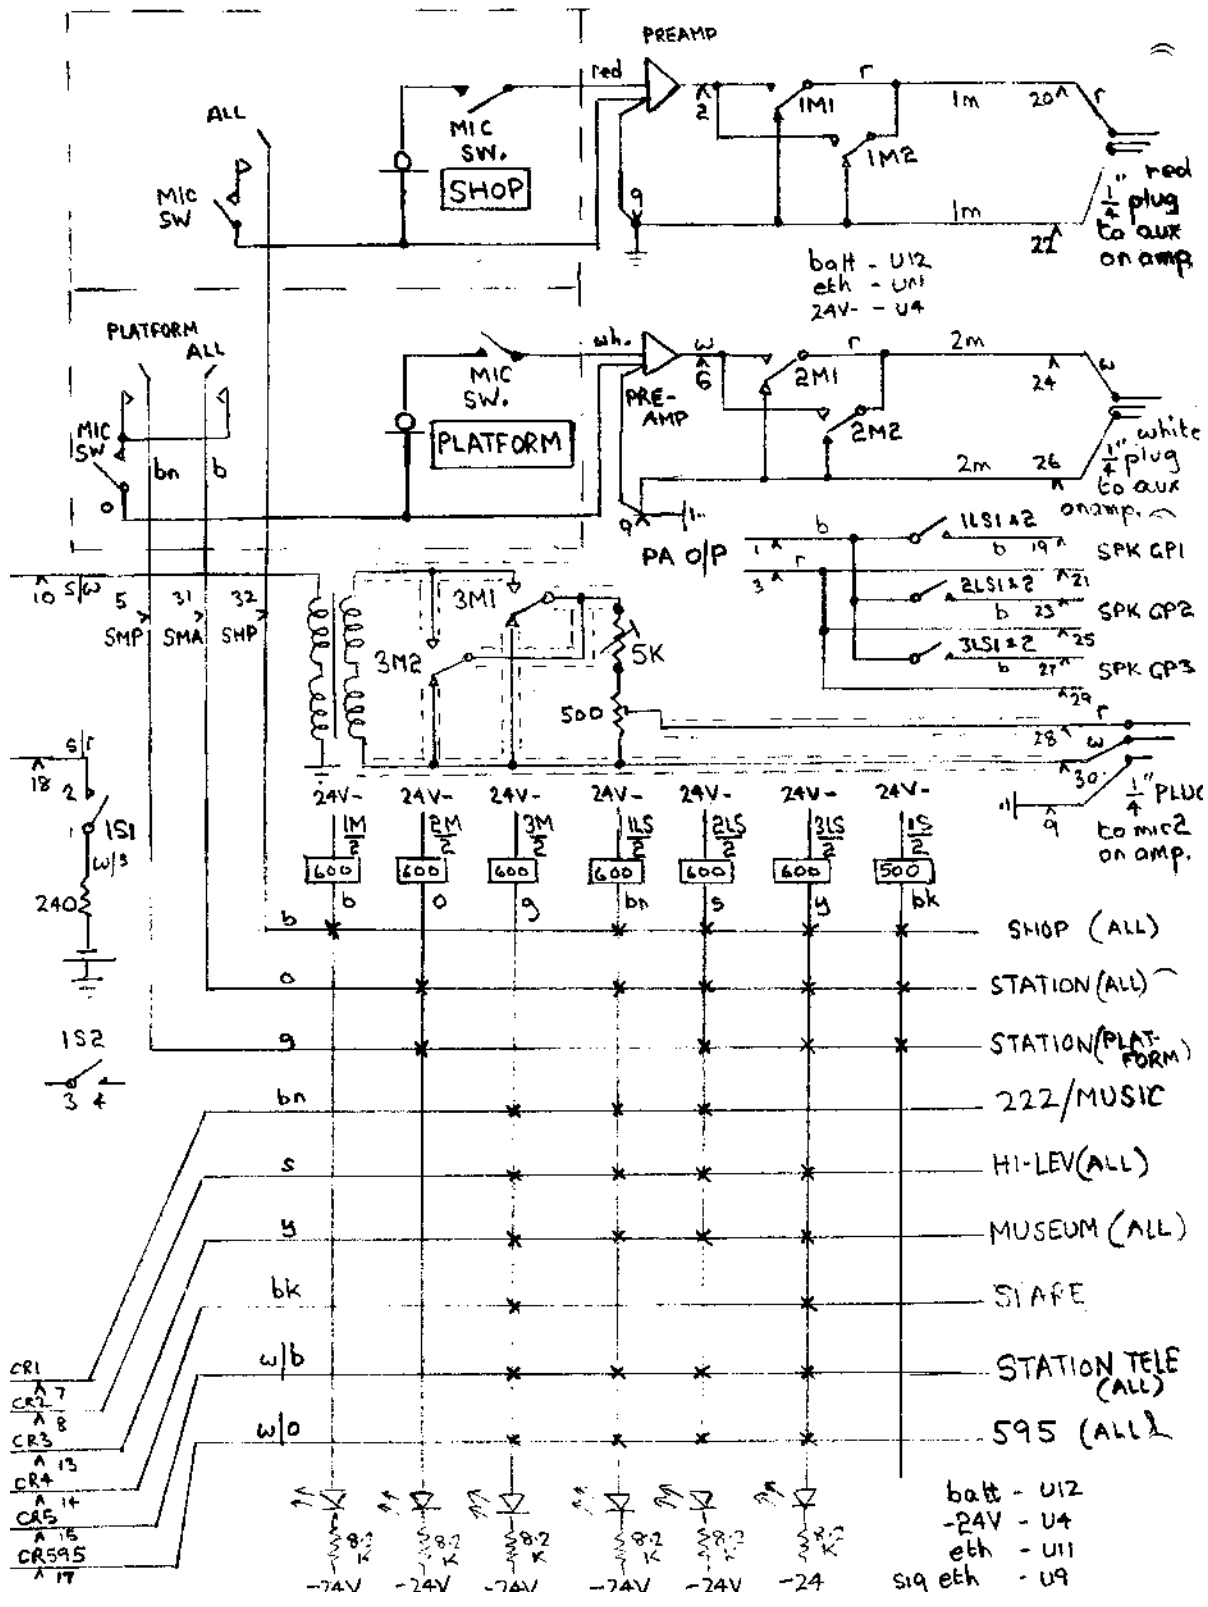 PREAMP
red
r
1m
20
r
2
1M1
ALL
MIC
SW.
SHOP
1M2
MIC
SW
9
1m
22
red
1/4" plug
to aux
on amp
batt - U12
eth - U11
24V- - U4
PLATFORM
ALL
wh.
w
6
r
2m
24
w
2M1
MIC
SW.
PRE-
AMP
PLATFORM
2M2
MIC
SW
bn
b
o
2m
26
white
1/4" plug
to aux
on amp.
9
PA O/P
1
b
1LS1&2
b
19
SPK GP1
3
r
21
2LS1&2
b
23
SPK GP2
25
3LS1&2
b
27
SPK GP3
29
10
s/w
5
31
32
SMP
SMA
SHP
3M1
3M2
5K
500
28
r
w
30
9
1/4" PLUG
to mic2
on amp.
s/r
18
2
1
1S1
w/s
240
24V-
24V-
24V-
24V-
24V-
24V-
24V-
1M/2
2M/2
3M/2
1LS/2
2LS/2
3LS/2
1S/2
600
600
600
600
600
600
500
b
o
g
bn
s
y
bk
b
SHOP (ALL)
o
STATION (ALL)
g
STATION (PLAT-
FORM)
1S2
3 4
bn
222/MUSIC
s
HI-LEV (ALL)
y
MUSEUM (ALL)
bk
w/b
STATION TELE
(ALL)
w/o
595 (ALL)
CR1
7
CR2
8
CR3
13
CR4
14
CR5
15
CR595
17
8.2
K
8.2
K
8.2
K
8.2
K
8.2
K
8.2
K
-24V
-24V
-24V
-24V
-24V
-24
batt - U12
-24V - U4
eth - U11
sig eth - U9